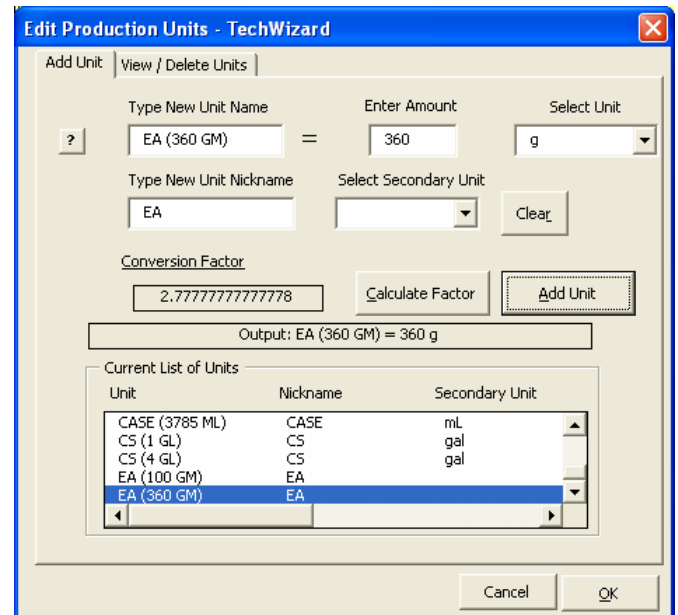 Edit Production Units - TechWizard
Add Unit View / Delete Units
Type New Unit Name Enter Amount Select Unit
? EA (360 GM) = 360 g
Type New Unit Nickname Select Secondary Unit
EA Clear
Conversion Factor
2.77777777777778 Calculate Factor Add Unit
Output: EA (360 GM) = 360 g
Current List of Units
Unit Nickname Secondary Unit
CASE (3785 ML) CASE mL
CS (1 GL) CS gal
CS (4 GL) CS gal
EA (100 GM) EA
EA (360 GM) EA
Cancel OK